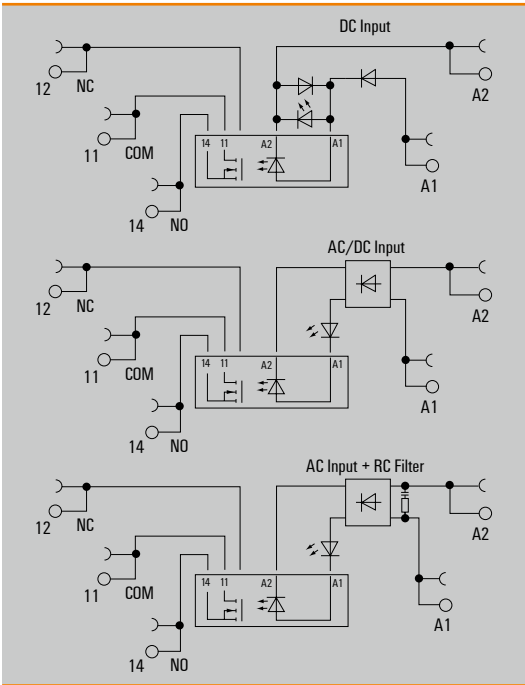 DC Input
12 NC
A2
11 COM
14 11 A2 A1
A1
14 NO
AC/DC Input
12 NC
A2
11 COM
14 11 A2 A1
A1
14 NO
AC Input + RC Filter
12 NC
A2
11 COM
14 11 A2 A1
A1
14 NO